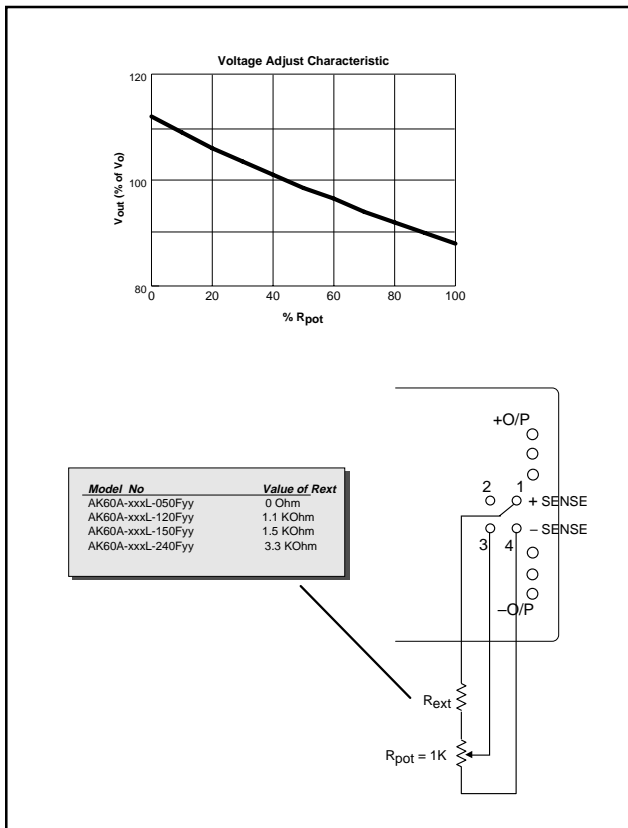 Voltage Adjust Characteristic
120
100
80
Vout (% of Vo)
0 20 40 60 80 100
% Rpot
+O/P
2 1
+ SENSE
– SENSE
3 4
–O/P
Model No Value of Rext
AK60A-xxxL-050Fyy 0 Ohm
AK60A-xxxL-120Fyy 1.1 KOhm
AK60A-xxxL-150Fyy 1.5 KOhm
AK60A-xxxL-240Fyy 3.3 KOhm
Rext
Rpot = 1K